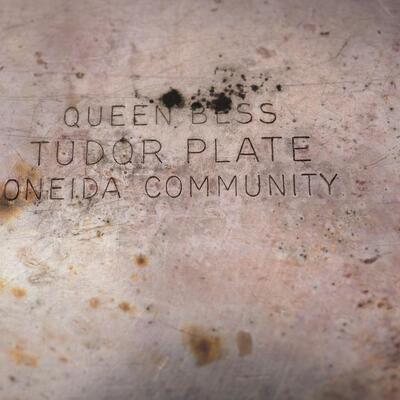 QUEEN BESS
TUDOR PLATE
ONEIDA COMMUNITY